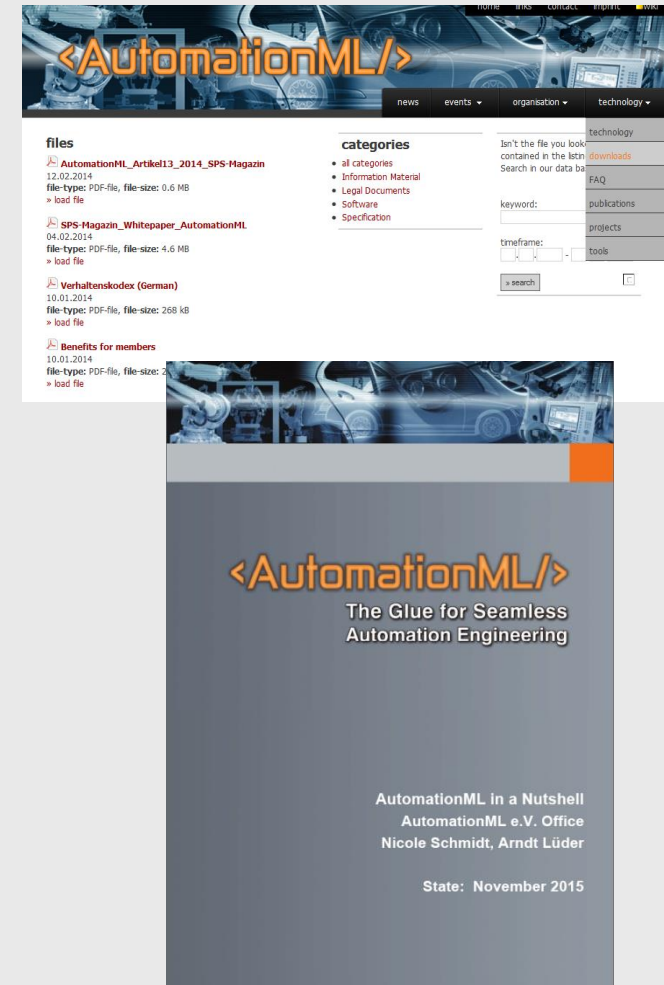 home links contact imprint wiki
<AutomationML/>
news events organisation technology
technology
downloads
FAQ
publications
projects
tools
files
AutomationML_Artikel13_2014_SPS-Magazin
12.02.2014
file-type: PDF-file, file-size: 0.6 MB
» load file
SPS-Magazin_Whitepaper_AutomationML
04.02.2014
file-type: PDF-file, file-size: 4.6 MB
» load file
Verhaltenskodex (German)
10.01.2014
file-type: PDF-file, file-size: 268 kB
» load file
Benefits for members
10.01.2014
file-type: PDF-file, file-size: 2
» load file
categories
all categories
Information Material
Legal Documents
Software
Specification
Isn't the file you look
contained in the listin
Search in our data ba
keyword:
timeframe:
. . -
» search
<AutomationML/>
The Glue for Seamless
Automation Engineering
AutomationML in a Nutshell
AutomationML e.V. Office
Nicole Schmidt, Arndt Lüder
State: November 2015